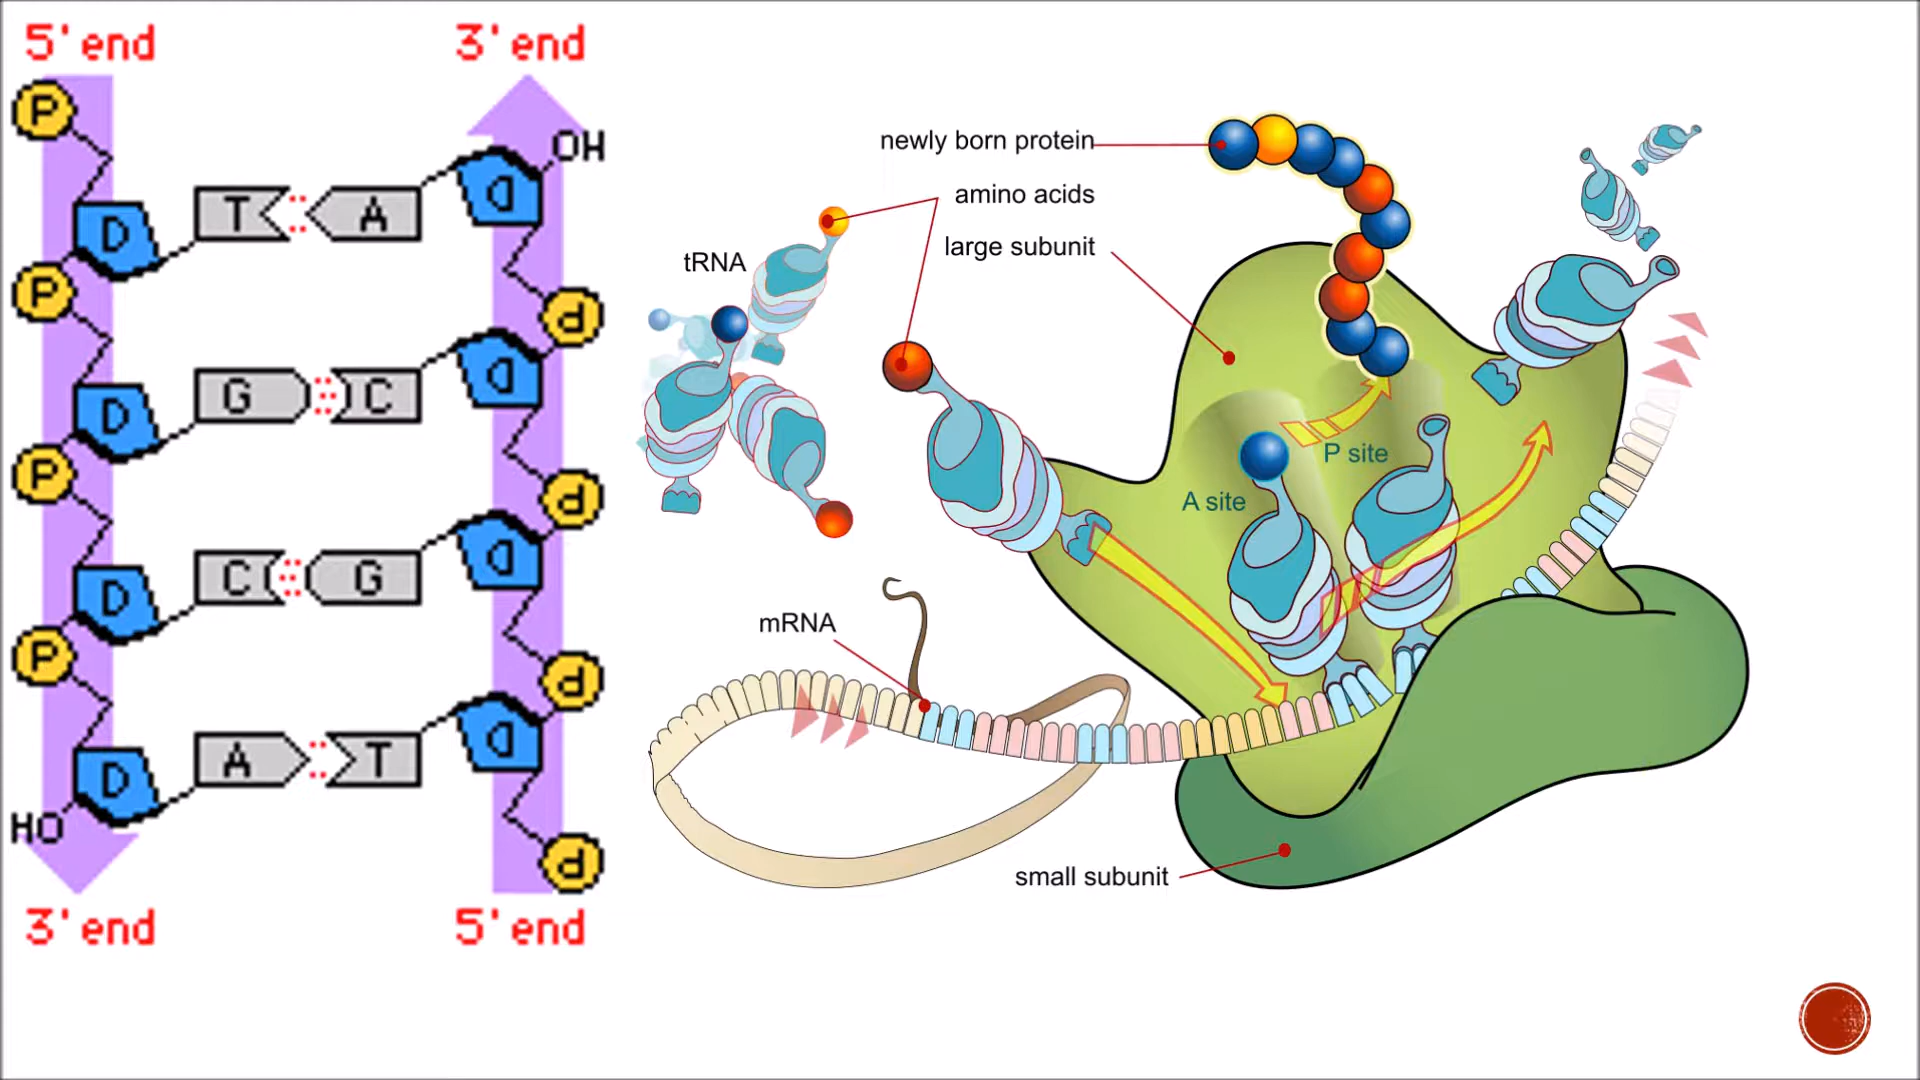 5'end 3'end
P
OH
D T A D
P P
D G C D
P P
D C G D
P P
D A T D
HO
P
3'end 5'end
newly born protein
amino acids
large subunit
tRNA
P site
A site
mRNA
small subunit